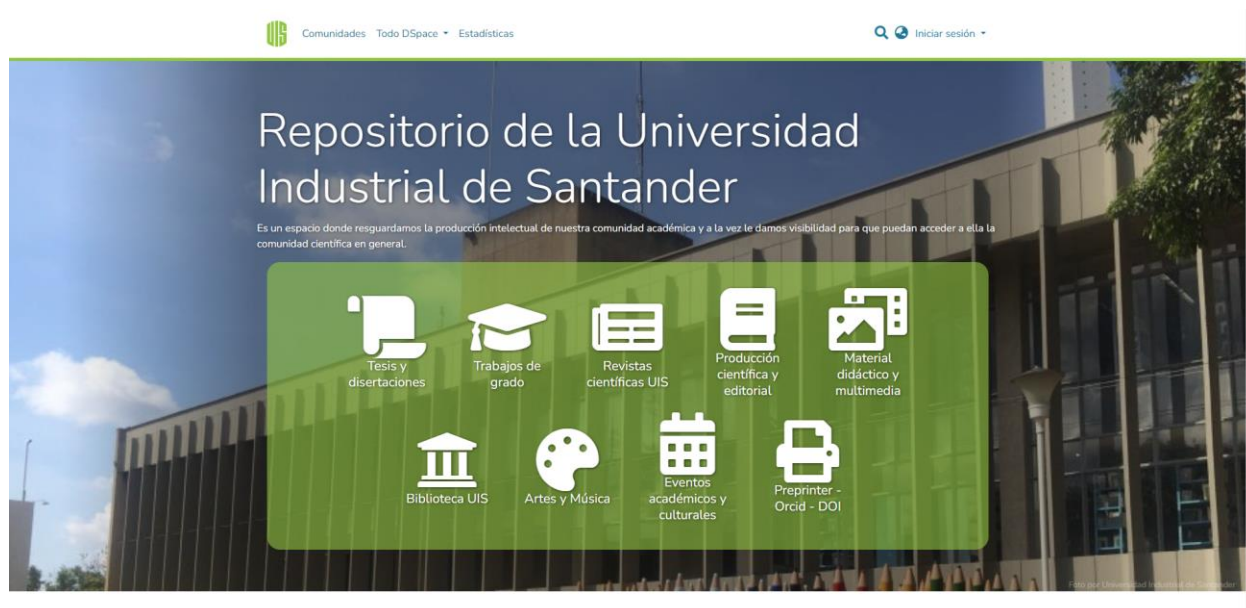 UIS Comunidades Todo DSpace Estadísticas Iniciar sesión
Repositorio de la Universidad
Industrial de Santander
Es un espacio donde resguardamos la producción intelectual de nuestra comunidad académica y a la vez le damos visibilidad para que puedan acceder a ella la
comunidad científica en general.
Tesis y
disertaciones
Trabajos de
grado
Revistas
científicas UIS
Producción
científica y
editorial
Material
didáctico y
multimedia
Biblioteca UIS
Artes y Música
Eventos
académicos y
culturales
Preprinter -
Orcid - DOI
Foto por Universidad Industrial de Santander